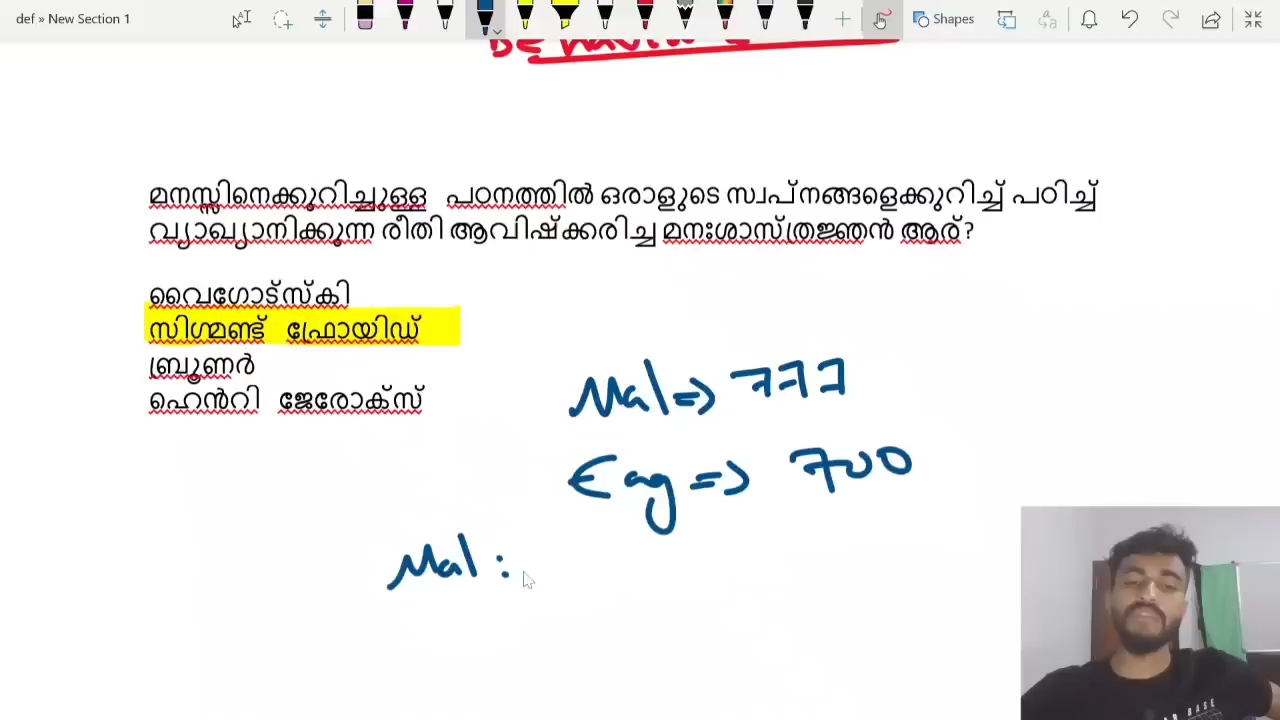 def » New Section 1
Shapes
മനസ്സിനെക്കുറിച്ചുള്ള പഠനത്തിൽ ഒരാളുടെ സ്വപ്നങ്ങളെക്കുറിച്ച് പഠിച്ച്
വ്യാഖ്യാനിക്കുന്ന രീതി ആവിഷ്ക്കരിച്ച മനഃശാസ്ത്രജ്ഞൻ ആര്?
വൈഗോട്സ്കി
സിഗ്മണ്ട് ഫ്രോയിഡ്
ബ്രൂണർ
ഹെൻറി ജേരോക്സ്
Mal => 777
Eng => 700
Mal :